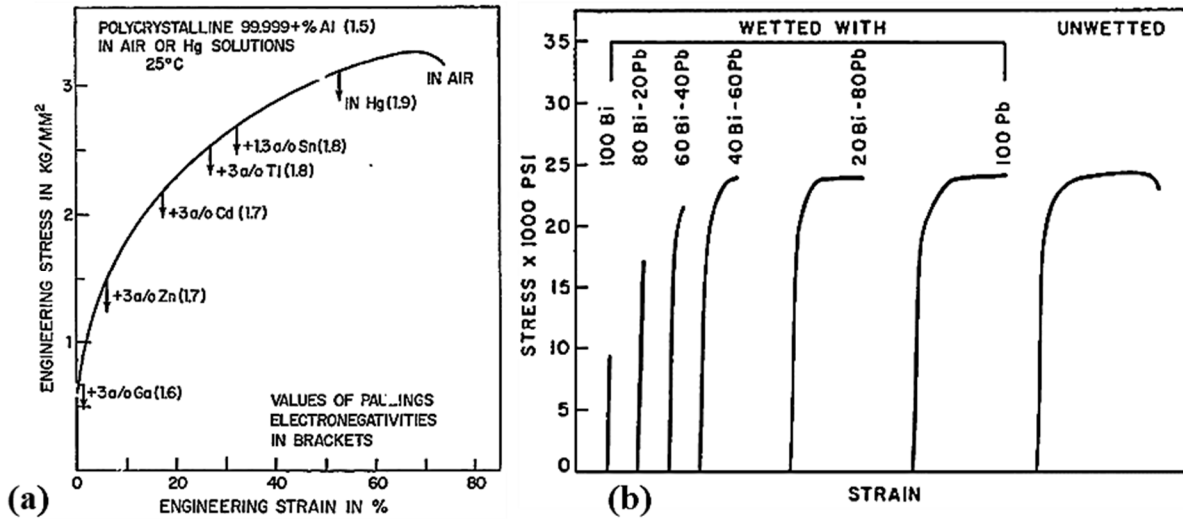 POLYCRYSTALLINE 99.999+% Al (1.5)
IN AIR OR Hg SOLUTIONS
25°C
IN AIR
IN Hg (1.9)
+1.3 a/o Sn (1.8)
+3 a/o Tl (1.8)
+3 a/o Cd (1.7)
+3 a/o Zn (1.7)
+3 a/o Ga (1.6)
VALUES OF PAU_INGS
ELECTRONEGATIVITIES
IN BRACKETS
ENGINEERING STRESS IN KG/MM²
3
2
1
0
20
40
60
80
ENGINEERING STRAIN IN %
(a)
WETTED WITH
UNWETTED
100 Bi
80 Bi-20Pb
60 Bi-40Pb
40 Bi-60Pb
20Bi-80Pb
100 Pb
STRESS X 1000 PSI
35
30
25
20
15
10
5
0
STRAIN
(b)